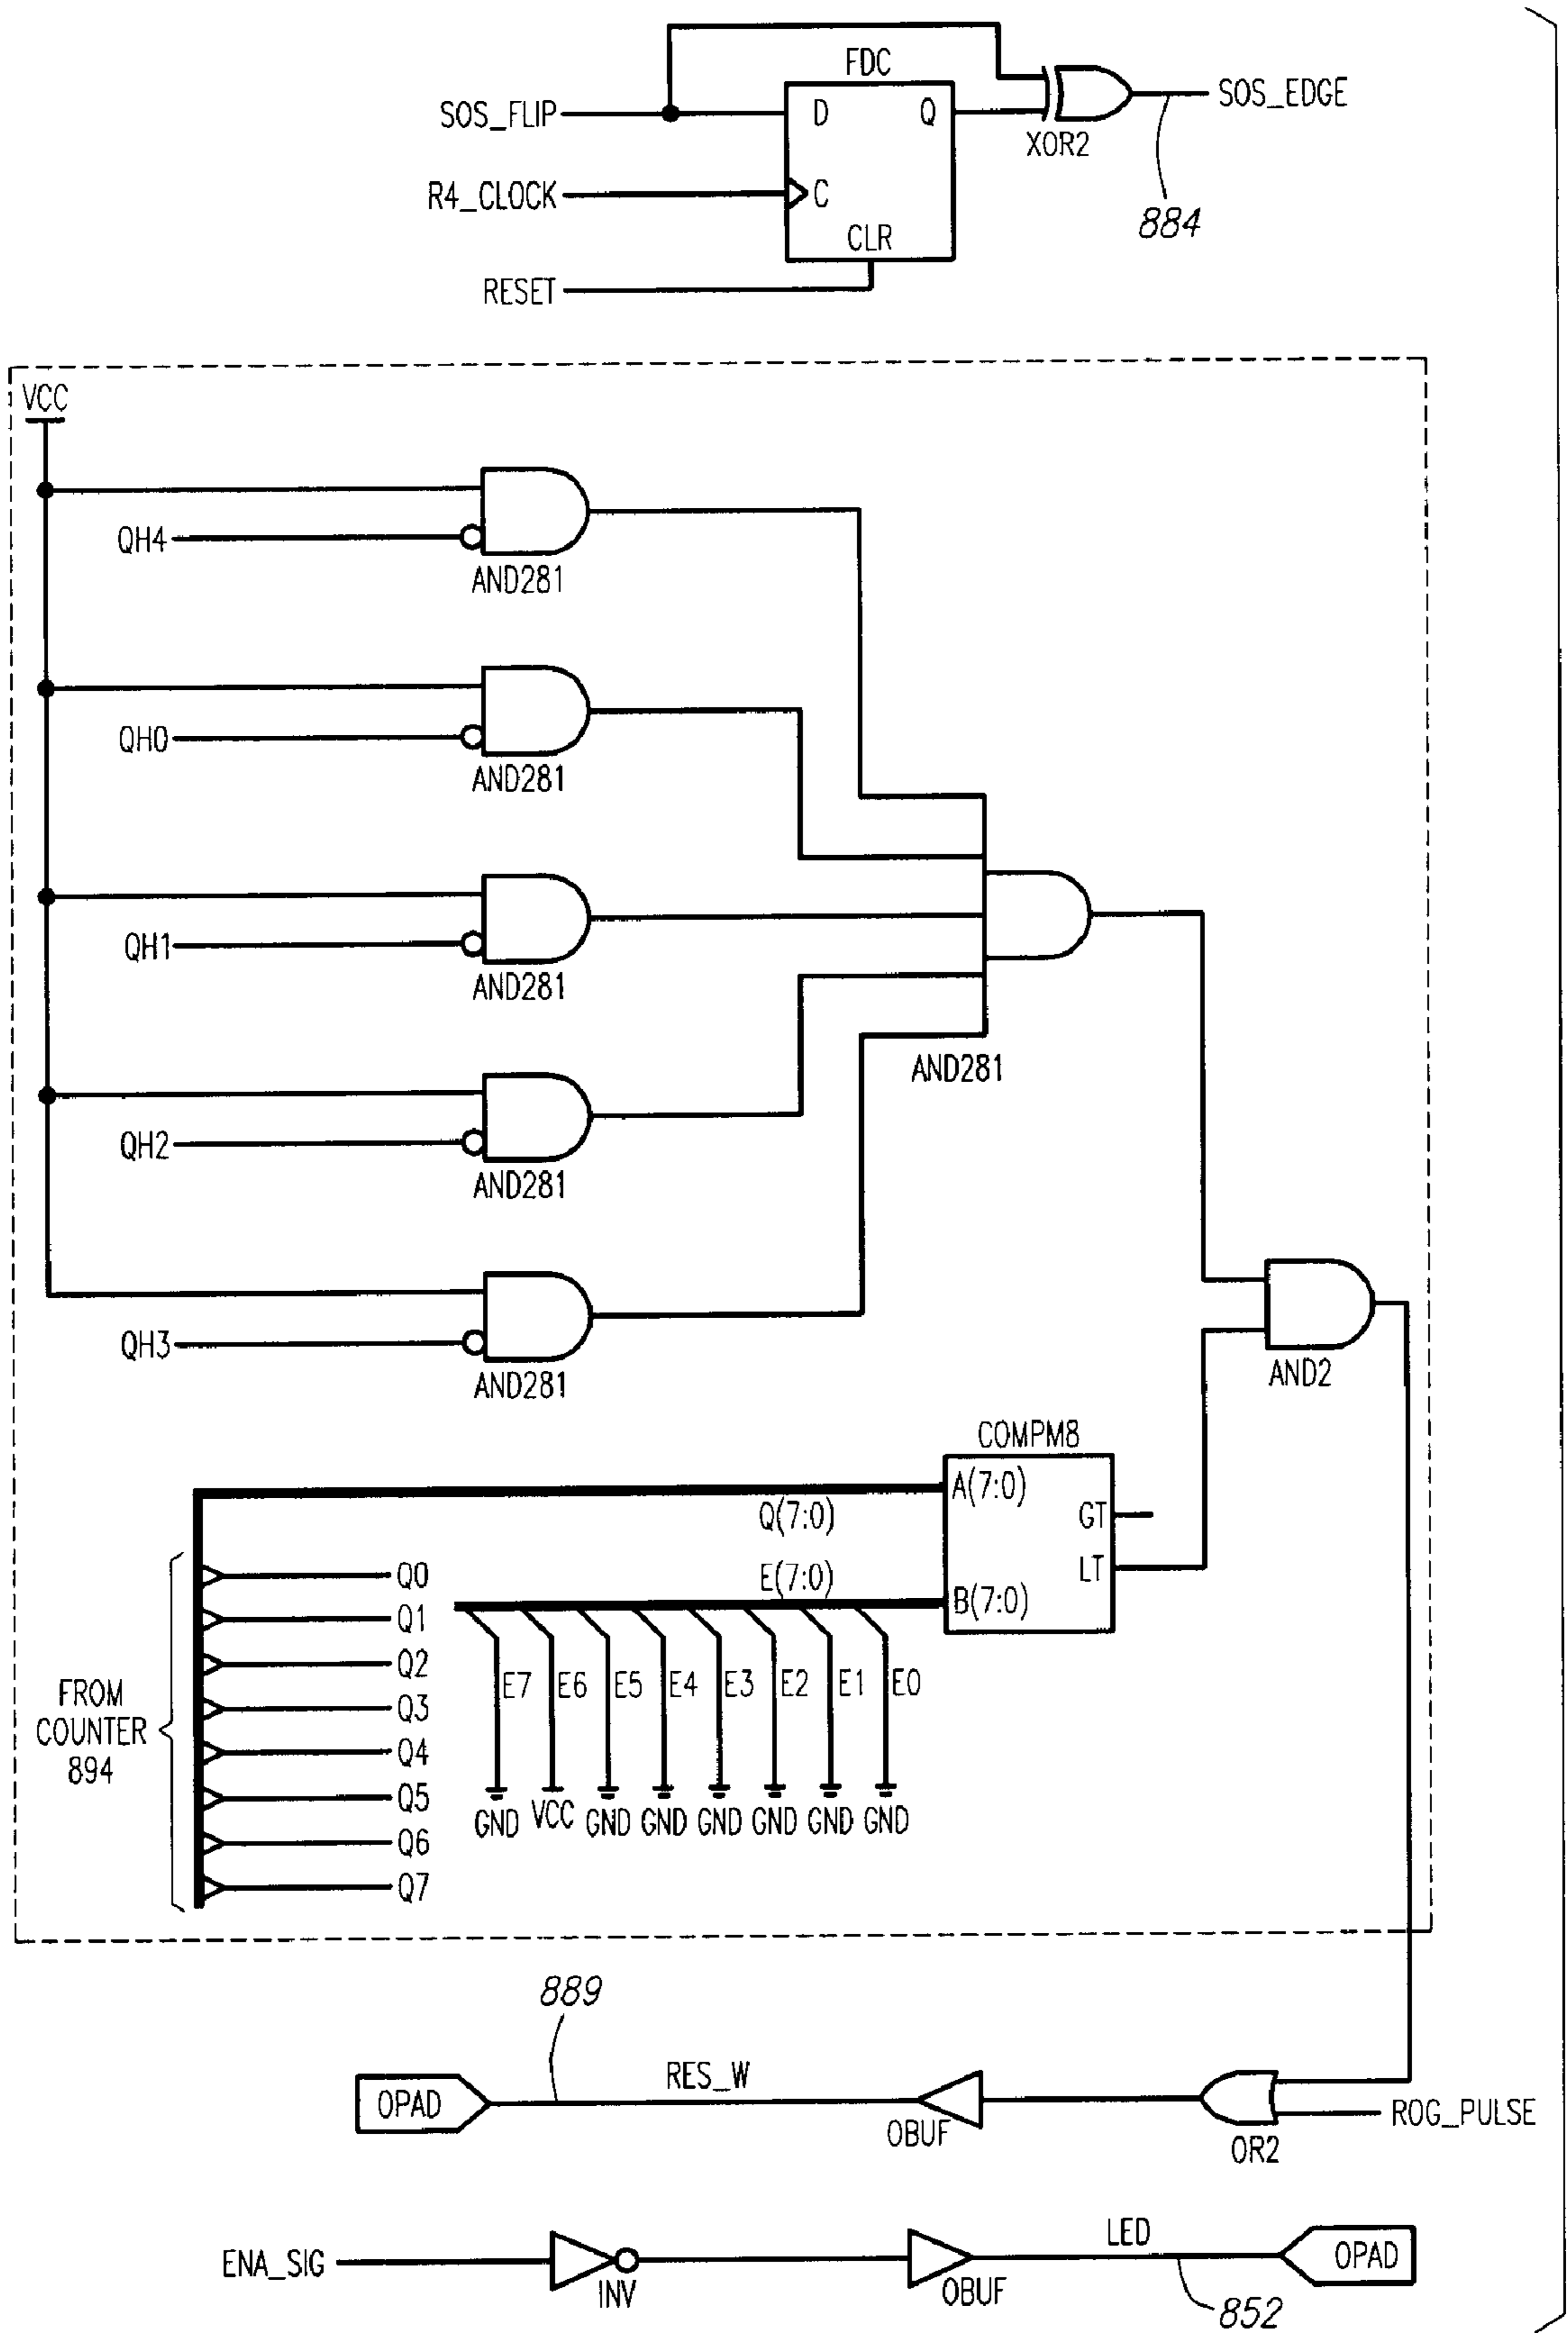 FDC
SOS_FLIP
D
Q
SOS_EDGE
XOR2
R4_CLOCK
C
884
CLR
RESET
VCC
QH4
AND281
QH0
AND281
QH1
AND281
AND281
QH2
AND281
QH3
AND281
AND2
COMPM8
A(7:0)
Q(7:0)
GT
E(7:0)
LT
B(7:0)
Q0
Q1
Q2
Q3
Q4
Q5
Q6
Q7
FROM
COUNTER
894
E7 E6 E5 E4 E3 E2 E1 E0
GND VCC GND GND GND GND GND GND
889
RES_W
OPAD
OBUF
OR2
ROG_PULSE
LED
ENA_SIG
INV
OBUF
OPAD
852